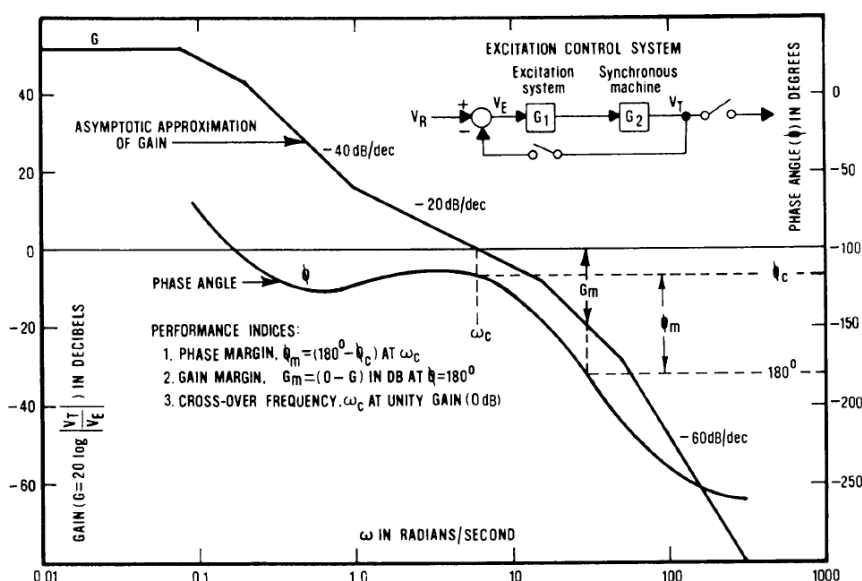 G
EXCITATION CONTROL SYSTEM
Excitation system
Synchronous machine
V_R
+
−
V_E
G_1
G_2
V_T
ASYMPTOTIC APPROXIMATION OF GAIN
−40 dB/dec
−20 dB/dec
ϕ
PHASE ANGLE
G_m
ϕ_c
ω_c
ϕ_m
180°
PERFORMANCE INDICES:
1. PHASE MARGIN, ϕ_m=(180°−ϕ_c) AT ω_c
2. GAIN MARGIN, G_m=(0−G) IN DB AT ϕ=180°
3. CROSS-OVER FREQUENCY, ω_c AT UNITY GAIN (0 dB)
−60dB/dec
GAIN (G=20 log |V_T/V_E|) IN DECIBELS
40
20
0
-20
-40
-60
PHASE ANGLE (ϕ) IN DEGREES
0
-50
-100
-150
-200
-250
ω IN RADIANS/SECOND
0.01
0.1
1.0
10
100
1000